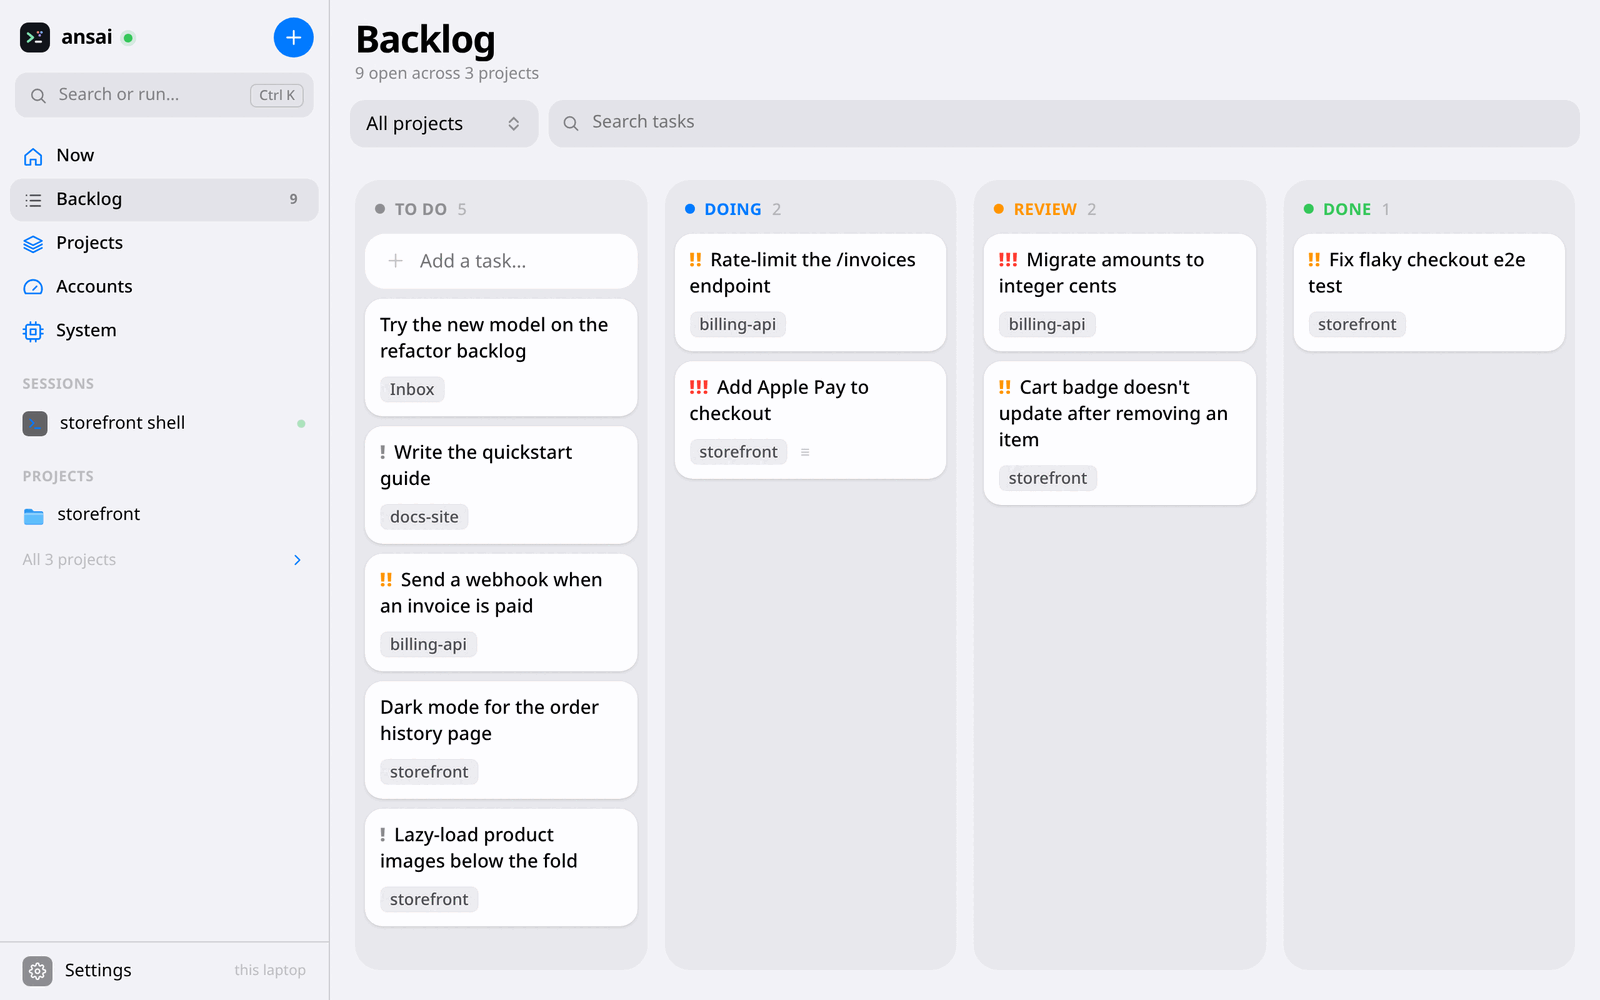 ansai
Search or run...
Ctrl K
Now
Backlog
9
Projects
Accounts
System
SESSIONS
storefront shell
PROJECTS
storefront
All 3 projects
Settings
this laptop
Backlog
9 open across 3 projects
All projects
Search tasks
TO DO 5
Add a task...
Try the new model on the
refactor backlog
Inbox
! Write the quickstart
guide
docs-site
!! Send a webhook when
an invoice is paid
billing-api
Dark mode for the order
history page
storefront
! Lazy-load product
images below the fold
storefront
DOING 2
!! Rate-limit the /invoices
endpoint
billing-api
!!! Add Apple Pay to
checkout
storefront
REVIEW 2
!!! Migrate amounts to
integer cents
billing-api
!! Cart badge doesn't
update after removing an
item
storefront
DONE 1
!! Fix flaky checkout e2e
test
storefront